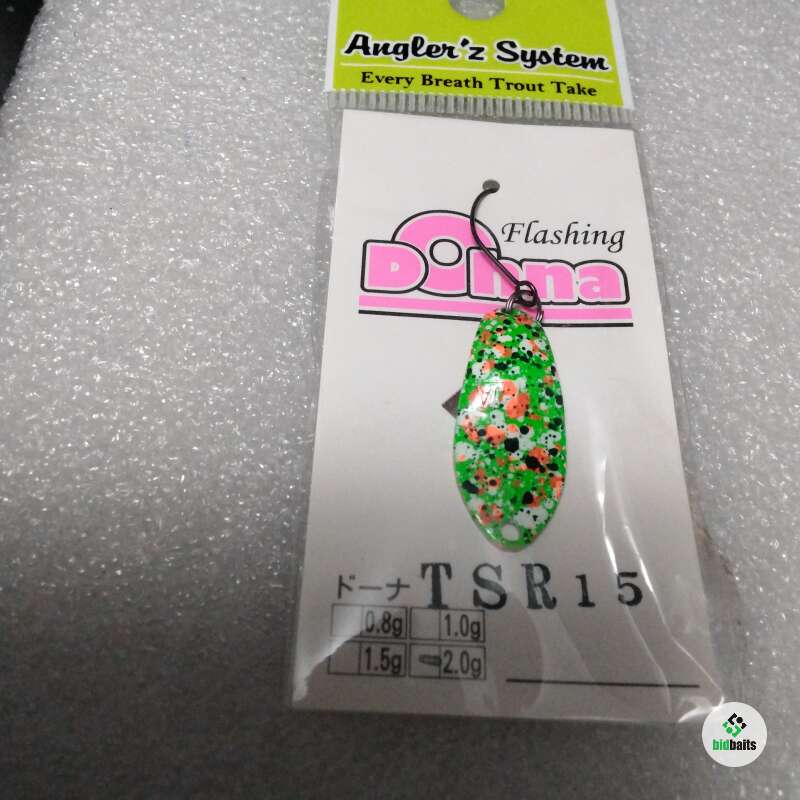 Angler'z System
Every Breath Trout Take
Flashing
Dohna
ドーナ TSR15
0.8g 1.0g
1.5g 2.0g
bidbaits